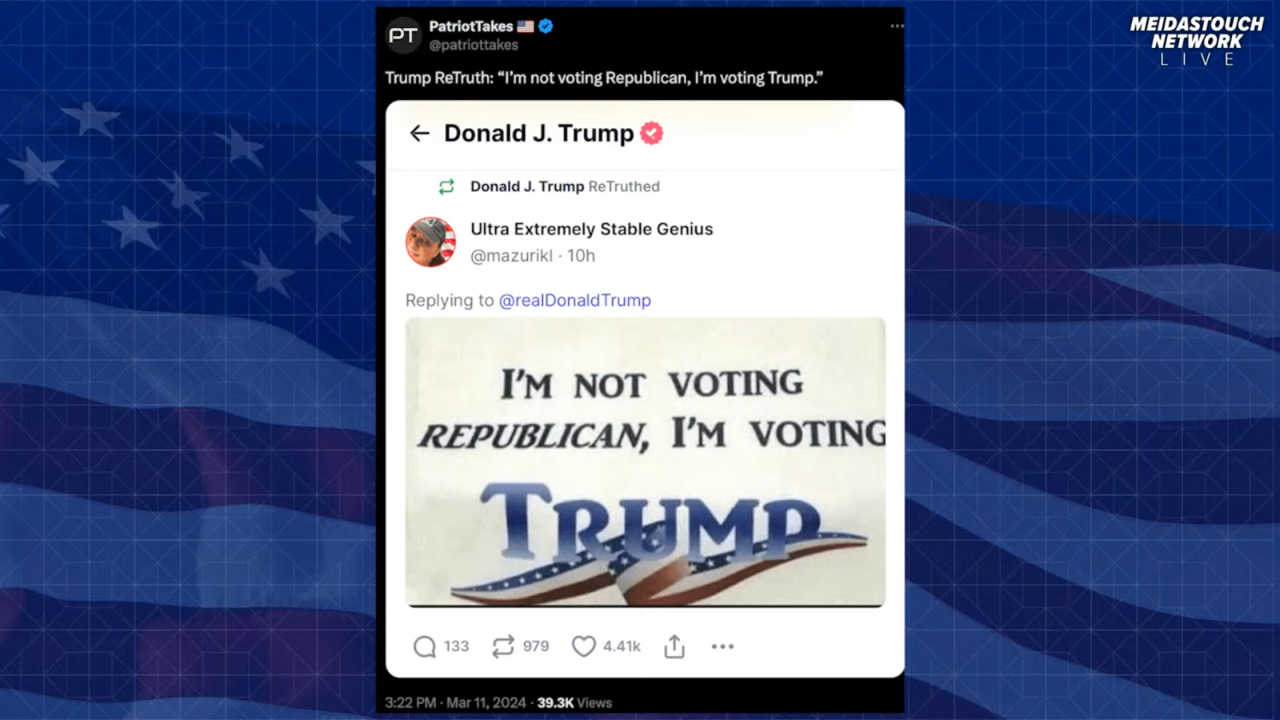 PatriotTakes
@patriottakes
MEIDASTOUCH
NETWORK
LIVE
PT
Trump ReTruth: “I’m not voting Republican, I’m voting Trump.”
Donald J. Trump
Donald J. Trump ReTruthed
Ultra Extremely Stable Genius
@mazurikl · 10h
Replying to @realDonaldTrump
I’M NOT VOTING
REPUBLICAN, I’M VOTING
TRUMP
133 979 4.41k
3:22 PM · Mar 11, 2024 · 39.3K Views